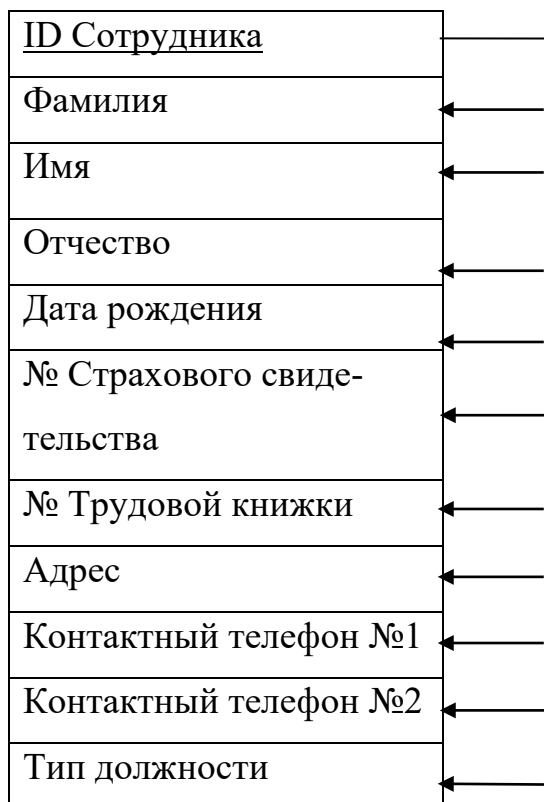 ID Сотрудника
Фамилия
Имя
Отчество
Дата рождения
№ Страхового свиде-
тельства
№ Трудовой книжки
Адрес
Контактный телефон №1
Контактный телефон №2
Тип должности